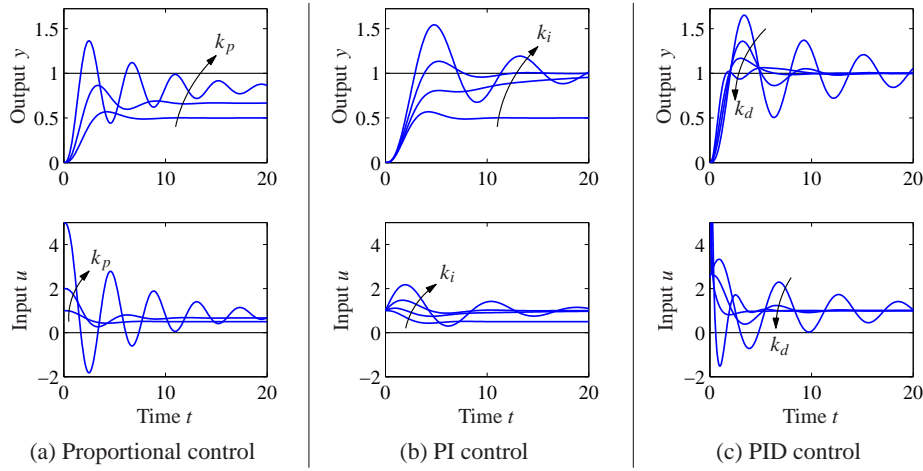 1.5
1
0.5
0
0
10
20
Output y
k_p
1.5
1
0.5
0
0
10
20
Output y
k_i
1.5
1
0.5
0
0
10
20
Output y
k_d
4
2
0
−2
0
10
20
Input u
k_p
Time t
4
2
0
−2
0
10
20
Input u
k_i
Time t
4
2
0
−2
0
10
20
Input u
k_d
Time t
(a) Proportional control
(b) PI control
(c) PID control